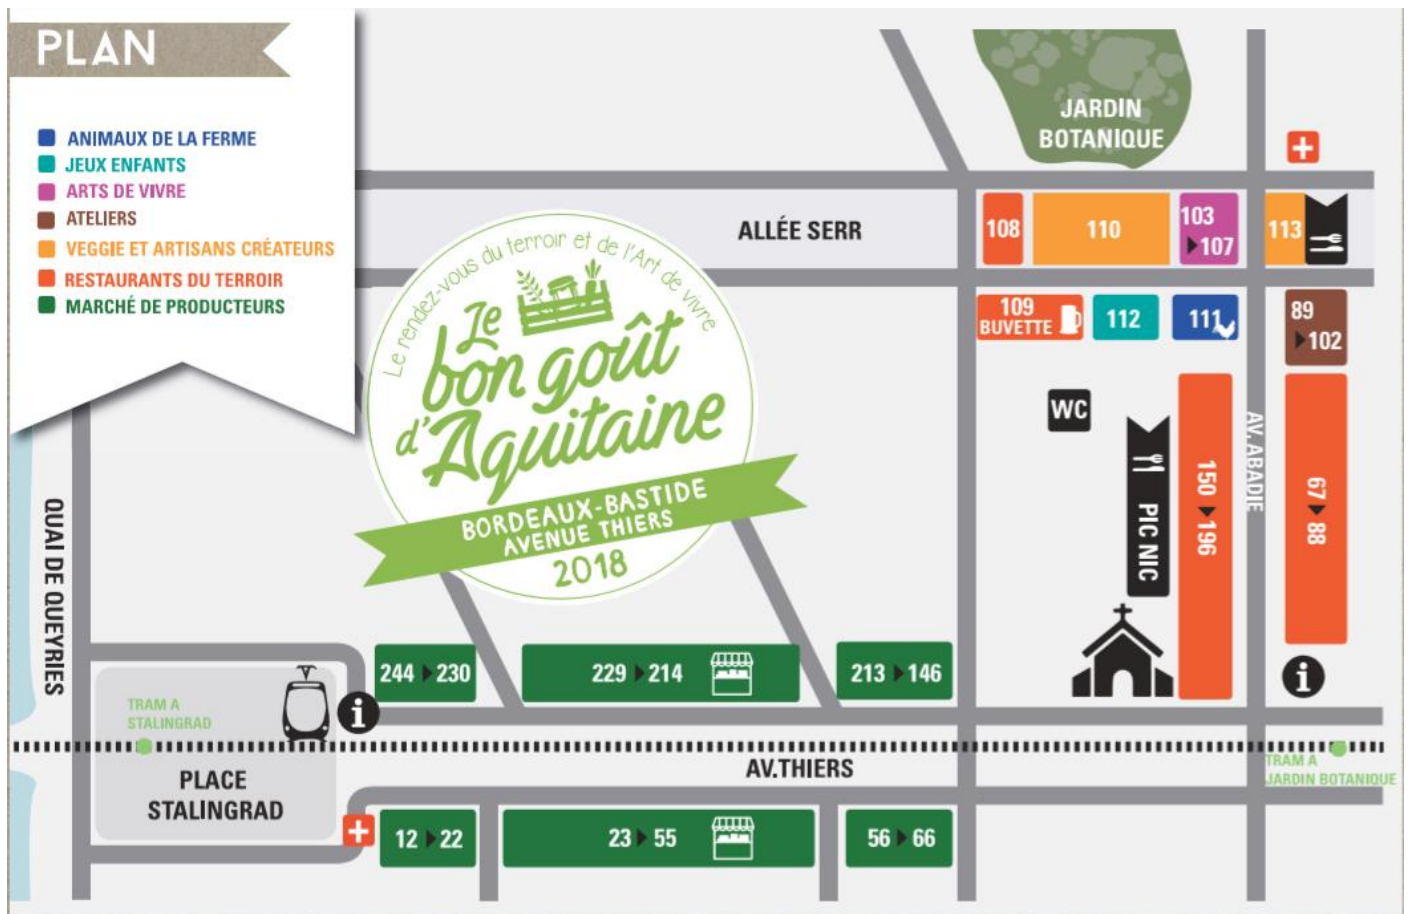 PLAN
ANIMAUX DE LA FERME
JEUX ENFANTS
ARTS DE VIVRE
ATELIERS
VEGGIE ET ARTISANS CRÉATEURS
RESTAURANTS DU TERROIR
MARCHÉ DE PRODUCTEURS
JARDIN
BOTANIQUE
ALLÉE SERR
108
110
103
107
113
109
BUVETTE
112
111
89
102
Le rendez-vous du terroir et de l'Art de vivre
Le
bon goût
d'Aquitaine
BORDEAUX-BASTIDE
AVENUE THIERS
2018
WC
PIC NIC
150 196
AV. ABADIE
67 88
QUAI DE QUEYRIES
244 230
229 214
213 146
i
i
TRAM A
STALINGRAD
PLACE
STALINGRAD
AV.THIERS
TRAM A
JARDIN BOTANIQUE
12 22
23 55
56 66